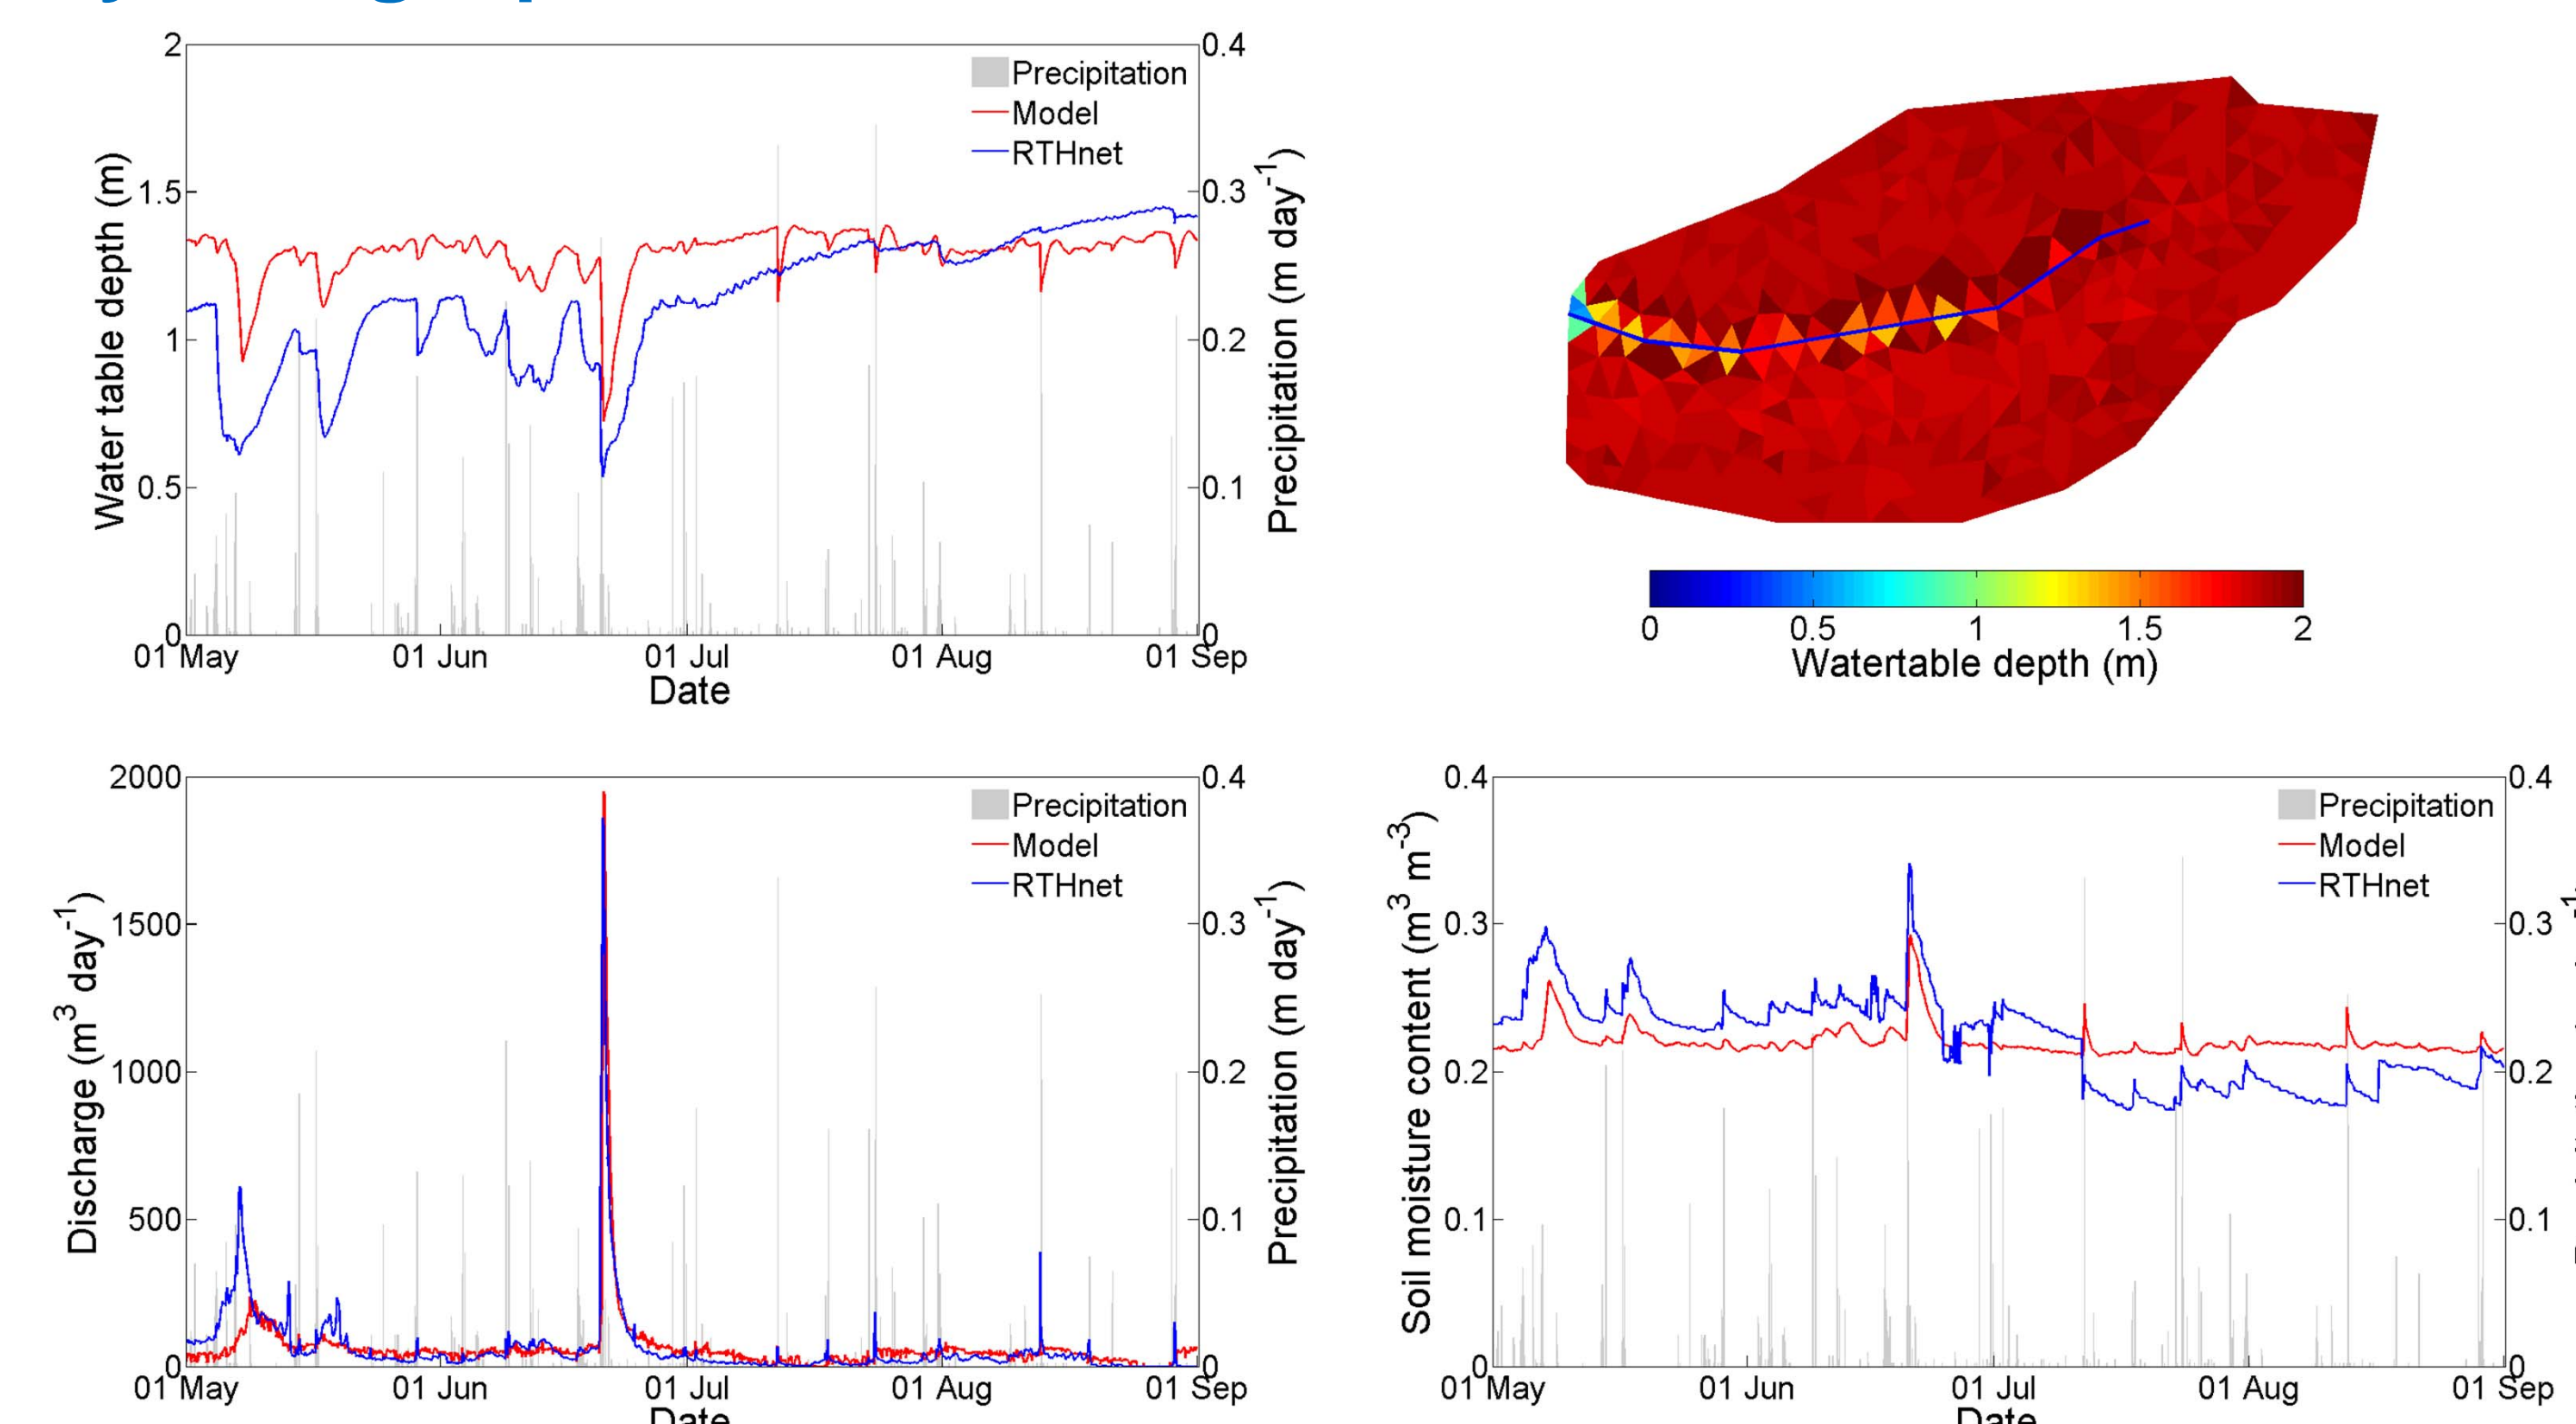 2
0.4
Precipitation
Model
RTHnet
1.5
0.3
1
0.2
0.5
0.1
0
0
Water table depth (m)
Precipitation (m day-1)
01 May
01 Jun
01 Jul
01 Aug
01 Sep
Date
0
0.5
1
1.5
2
Watertable depth (m)
2000
0.4
Precipitation
Model
RTHnet
1500
0.3
1000
0.2
500
0.1
0
0
Discharge (m3 day-1)
Precipitation (m day-1)
01 May
01 Jun
01 Jul
01 Aug
01 Sep
Date
0.4
0.4
Precipitation
Model
RTHnet
0.3
0.3
0.2
0.2
0.1
0.1
0
0
Soil moisture content (m3 m-3)
01 May
01 Jun
01 Jul
01 Aug
01 Sep
Date